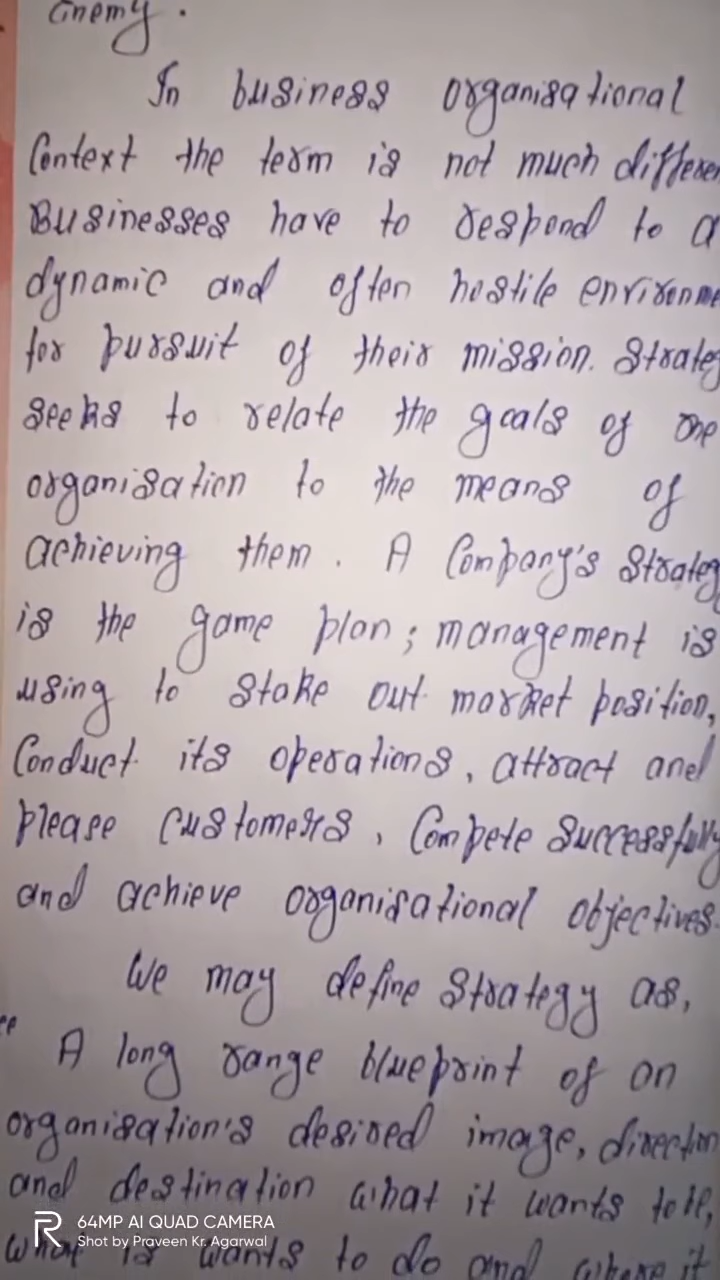 enemy.
In business organisational
Context the term is not much differen
Businesses have to respond to a
dynamic and often hostile environme
for pursuit of their mission. Strateg
seeks to relate the goals of the
organisation to the means of
achieving them. A Company's Strateg
is the game plan; management is
using to stake out market position,
Conduct its operations, attract and
please customers, Compete Successfully
and achieve organisational objectives.
We may define Strategy as,
"A long range blueprint of an
organisation's desired image, direction
and destination what it wants to be,
what is wants to do and where it
64MP AI QUAD CAMERA
Shot by Praveen Kr. Agarwal